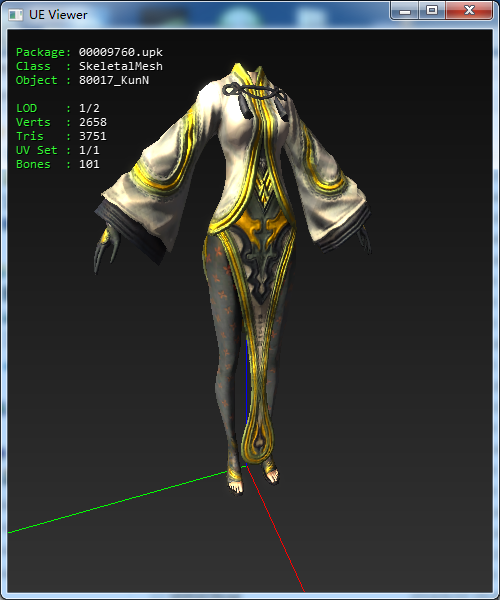 UE Viewer
Package: 00009760.upk
Class : SkeletalMesh
Object : 80017_KunN
LOD : 1/2
Verts : 2658
Tris : 3751
UV Set : 1/1
Bones : 101